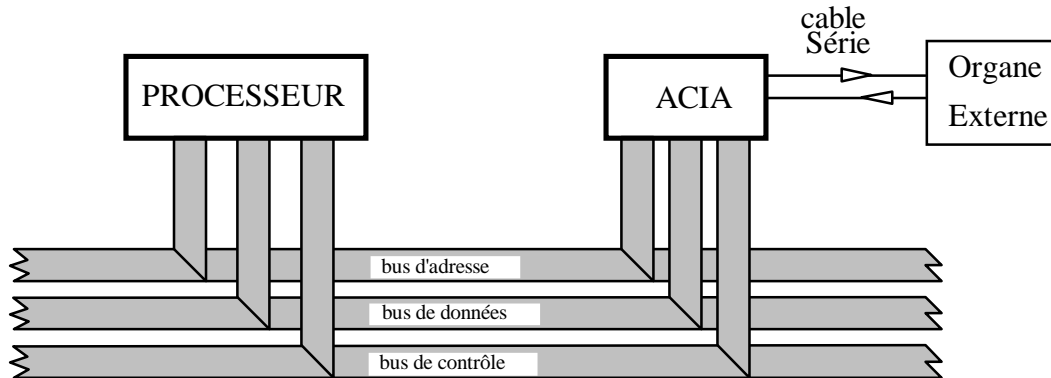 cable
Série
PROCESSEUR
ACIA
Organe
Externe
bus d'adresse
bus de données
bus de contrôle